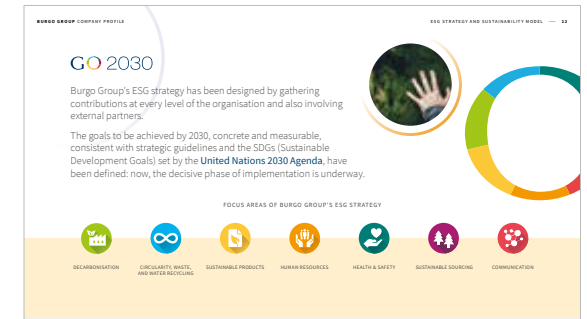 BURGO GROUP COMPANY PROFILE
ESG STRATEGY AND SUSTAINABILITY MODEL — 12
GO 2030
Burgo Group's ESG strategy has been designed by gathering
contributions at every level of the organisation and also involving
external partners.
The goals to be achieved by 2030, concrete and measurable,
consistent with strategic guidelines and the SDGs (Sustainable
Development Goals) set by the United Nations 2030 Agenda, have
been defined: now, the decisive phase of implementation is underway.
FOCUS AREAS OF BURGO GROUP'S ESG STRATEGY
DECARBONISATION
CIRCULARITY, WASTE,
AND WATER RECYCLING
SUSTAINABLE PRODUCTS
HUMAN RESOURCES
HEALTH & SAFETY
SUSTAINABLE SOURCING
COMMUNICATION